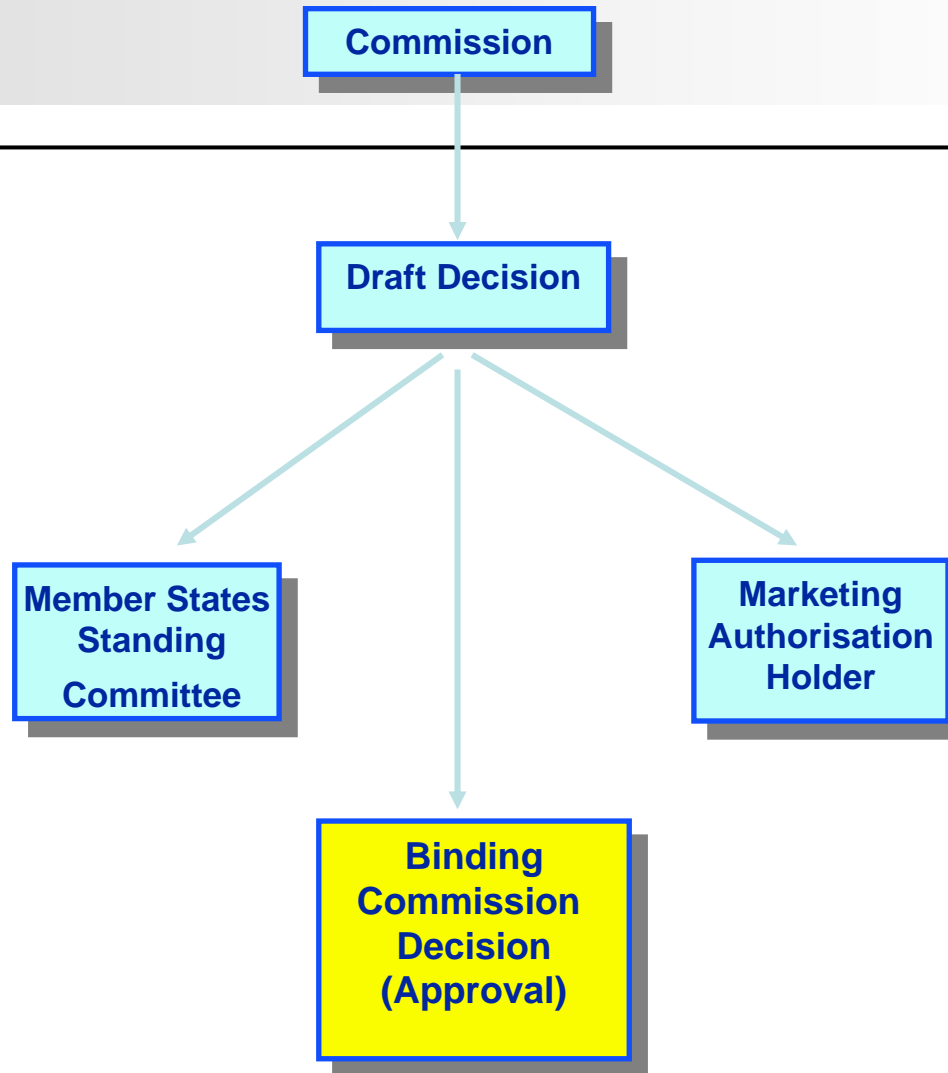 Commission
Draft Decision
Member States
Standing
Committee
Marketing
Authorisation
Holder
Binding
Commission
Decision
(Approval)